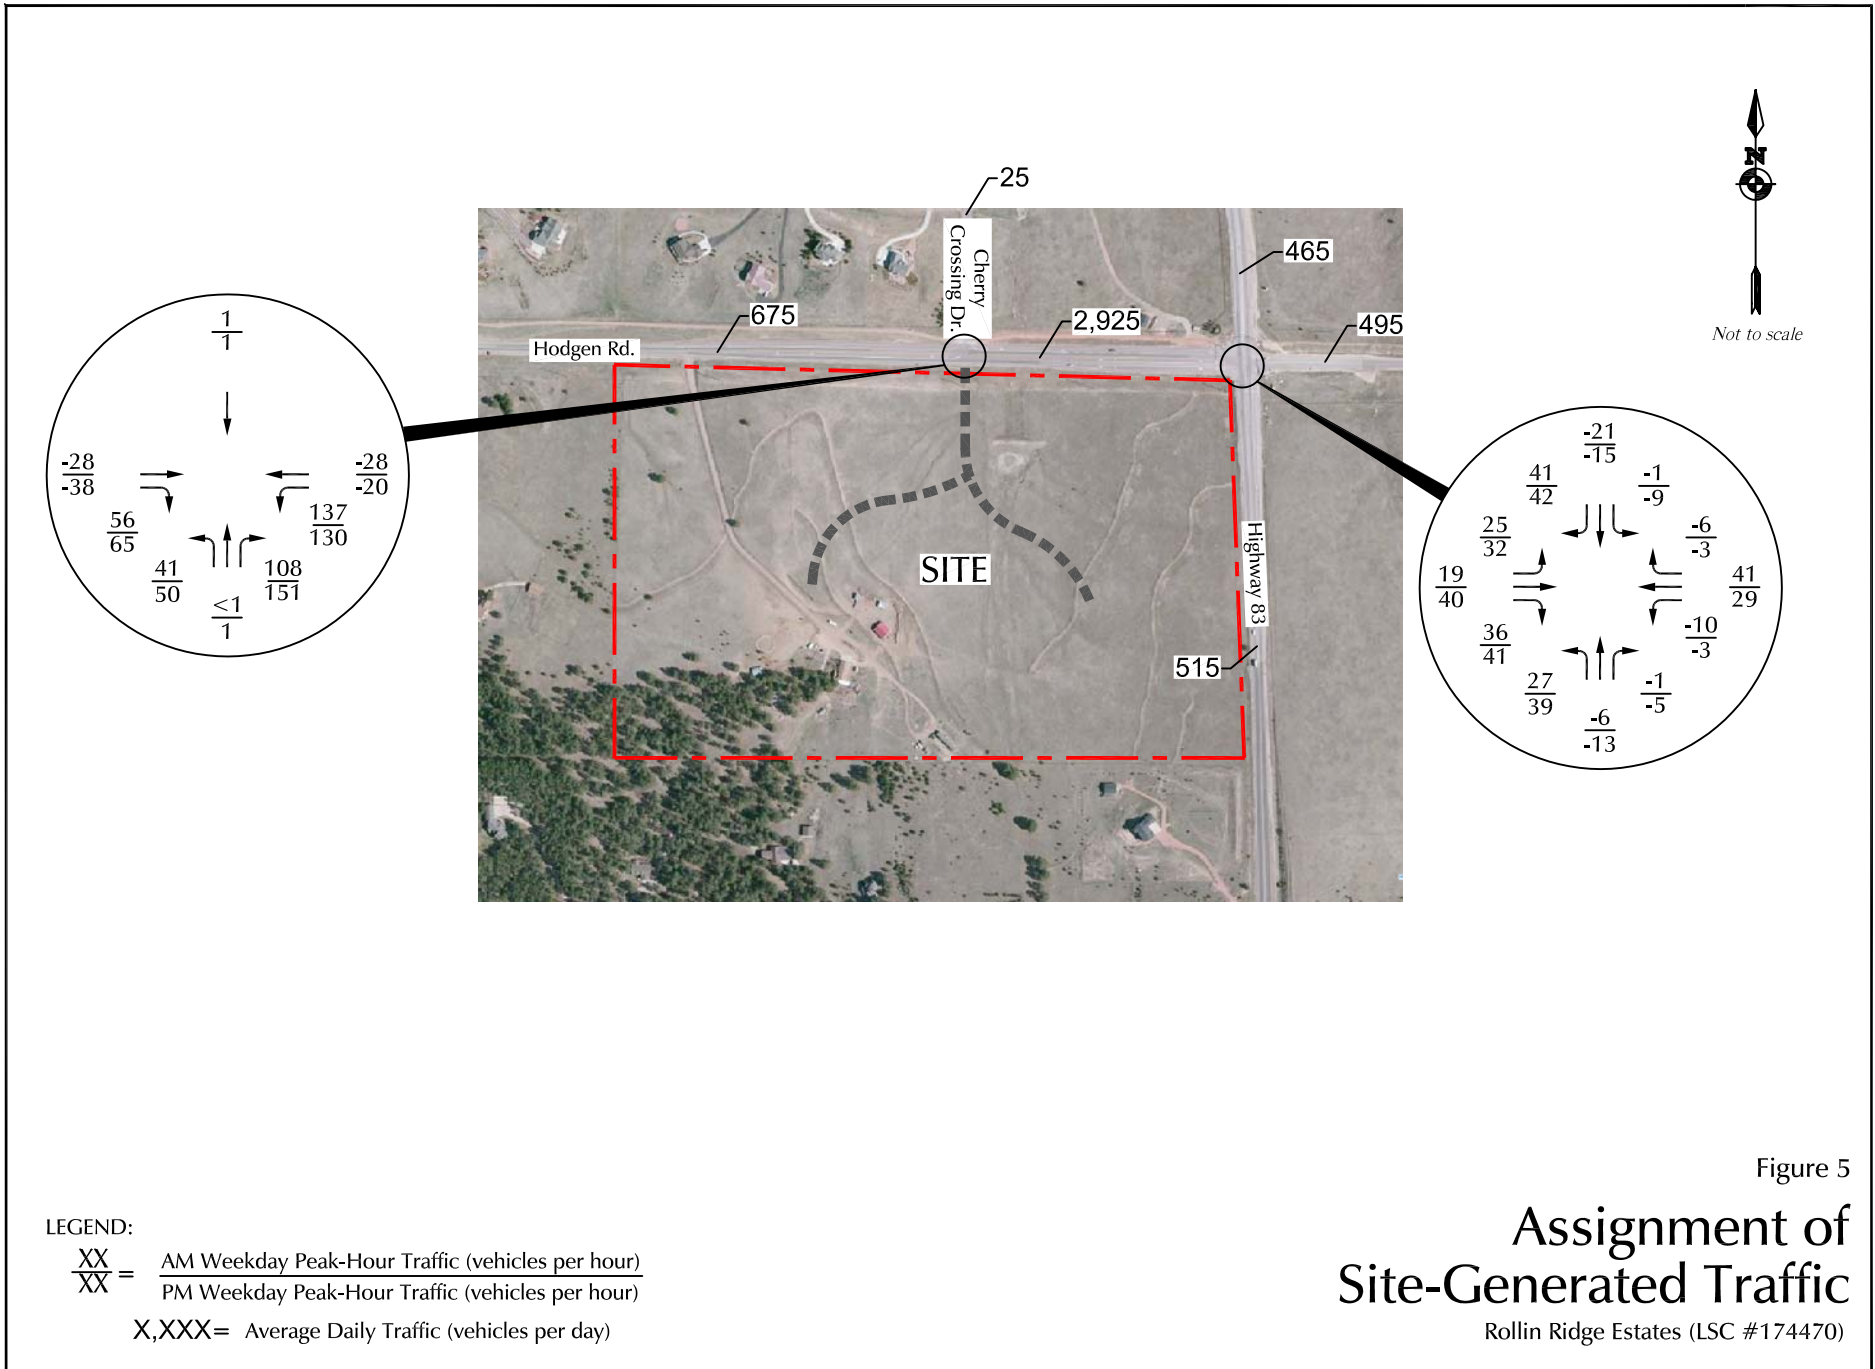 25
Cherry
Crossing Dr.
465
N
675
2,925
495
Hodgen Rd.
Not to scale
1
1
-28
-38
-28
-20
56
65
137
130
41
50
108
151
<1
1
-21
-15
41
42
-1
-9
25
32
-6
-3
19
40
41
29
36
41
-10
-3
27
39
-1
-5
-6
-13
SITE
Highway 83
515
Figure 5
Assignment of
Site-Generated Traffic
Rollin Ridge Estates (LSC #174470)
LEGEND:
XX
XX
=
AM Weekday Peak-Hour Traffic (vehicles per hour)
PM Weekday Peak-Hour Traffic (vehicles per hour)
X,XXX= Average Daily Traffic (vehicles per day)